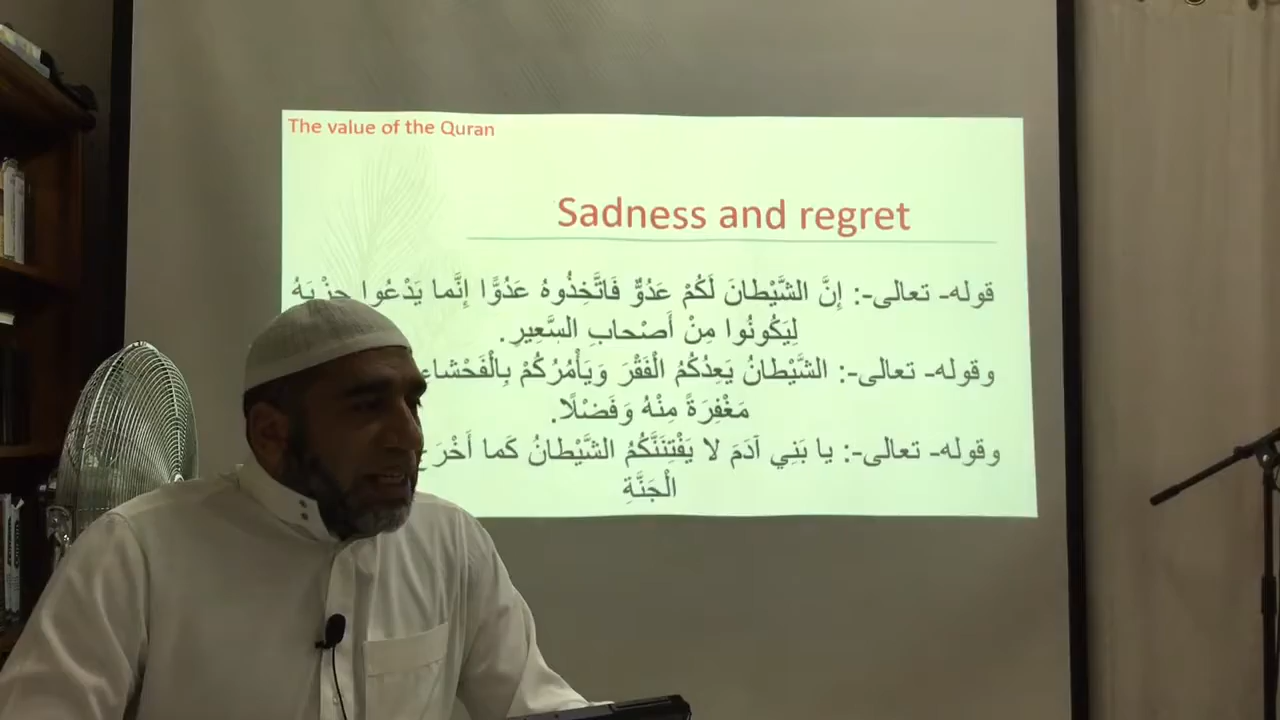 The value of the Quran
Sadness and regret
قوله- تعالى-: إِنَّ الشَّيْطانَ لَكُمْ عَدُوٌّ فَاتَّخِذُوهُ عَدُوًّا إِنَّما يَدْعُوا حِزْبَهُ
لِيَكُونُوا مِنْ أَصْحابِ السَّعِيرِ.
وقوله- تعالى-: الشَّيْطانُ يَعِدُكُمُ الْفَقْرَ وَيَأْمُرُكُمْ بِالْفَحْشاءِ
مَغْفِرَةً مِنْهُ وَفَضْلًا.
وقوله- تعالى-: يا بَنِي آدَمَ لا يَفْتِنَنَّكُمُ الشَّيْطانُ كَما
الْجَنَّةِ